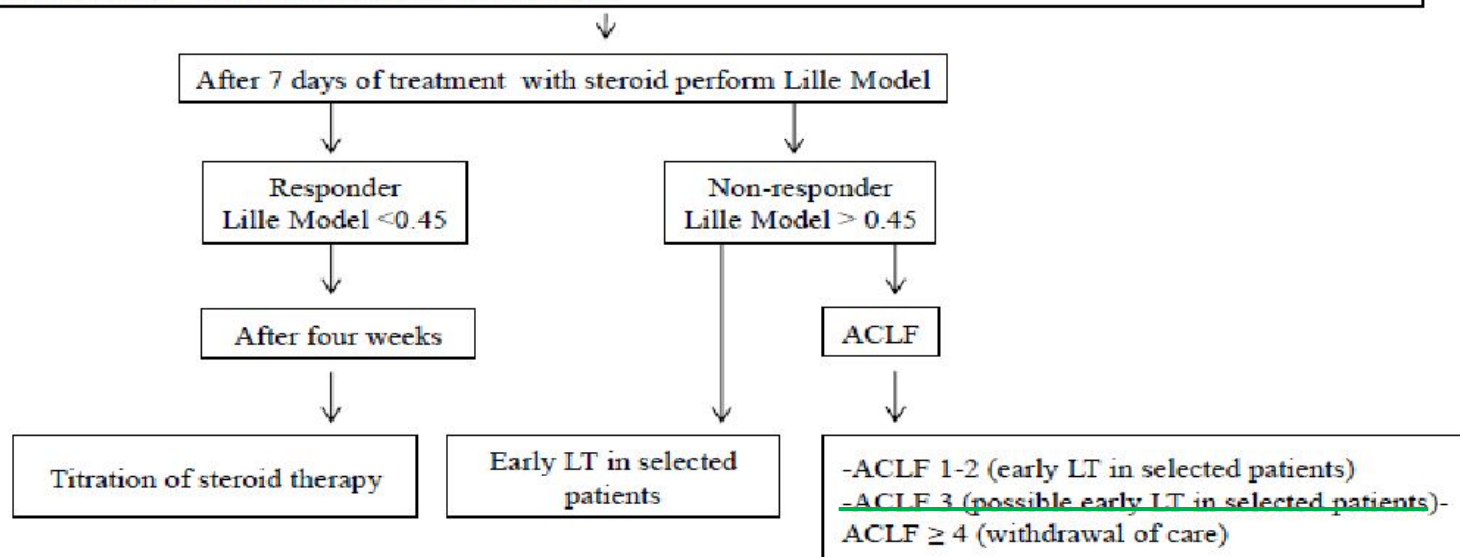 After 7 days of treatment with steroid perform Lille Model
Responder
Lille Model <0.45
Non-responder
Lille Model > 0.45
After four weeks
ACLF
Titration of steroid therapy
Early LT in selected
patients
-ACLF 1-2 (early LT in selected patients)
-ACLF 3 (possible early LT in selected patients)-
ACLF ≥ 4 (withdrawal of care)